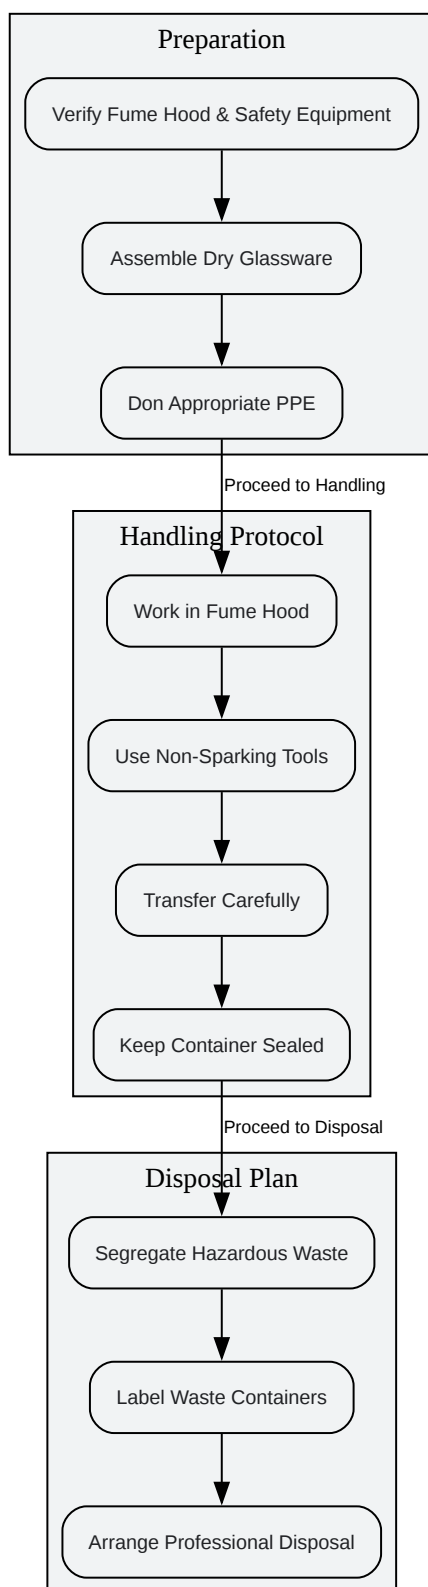 Preparation
Verify Fume Hood & Safety Equipment
Assemble Dry Glassware
Don Appropriate PPE
Proceed to Handling
Handling Protocol
Work in Fume Hood
Use Non-Sparking Tools
Transfer Carefully
Keep Container Sealed
Proceed to Disposal
Disposal Plan
Segregate Hazardous Waste
Label Waste Containers
Arrange Professional Disposal